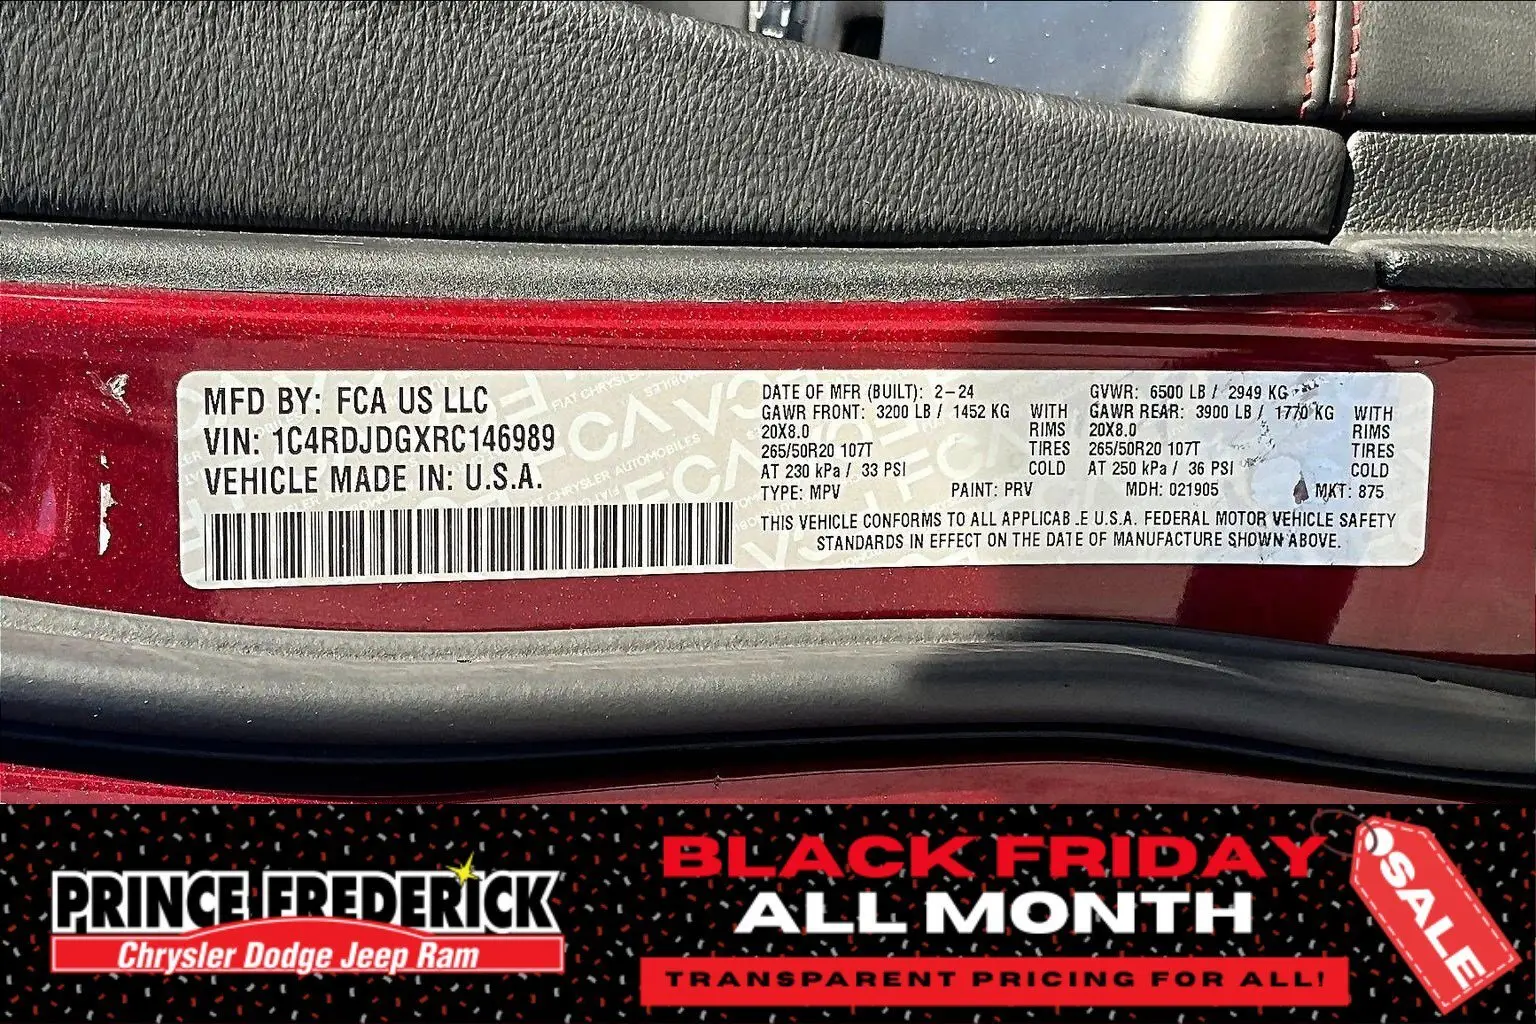 MFD BY: FCA US LLC
VIN: 1C4RDJDGXRC146989
VEHICLE MADE IN: U.S.A.
DATE OF MFR (BUILT): 2-24
GAWR FRONT: 3200 LB / 1452 KG WITH
20X8.0 RIMS
265/50R20 107T TIRES
AT 230 kPa / 33 PSI COLD
GVWR: 6500 LB / 2949 KG
GAWR REAR: 3900 LB / 1770 KG WITH
20X8.0 RIMS
265/50R20 107T TIRES
AT 250 kPa / 36 PSI COLD
TYPE: MPV PAINT: PRV MDH: 021905 MKT: 875
THIS VEHICLE CONFORMS TO ALL APPLICABLE U.S.A. FEDERAL MOTOR VEHICLE SAFETY
STANDARDS IN EFFECT ON THE DATE OF MANUFACTURE SHOWN ABOVE.
PRINCE FREDERICK
Chrysler Dodge Jeep Ram
BLACK FRIDAY
ALL MONTH
TRANSPARENT PRICING FOR ALL!
SALE